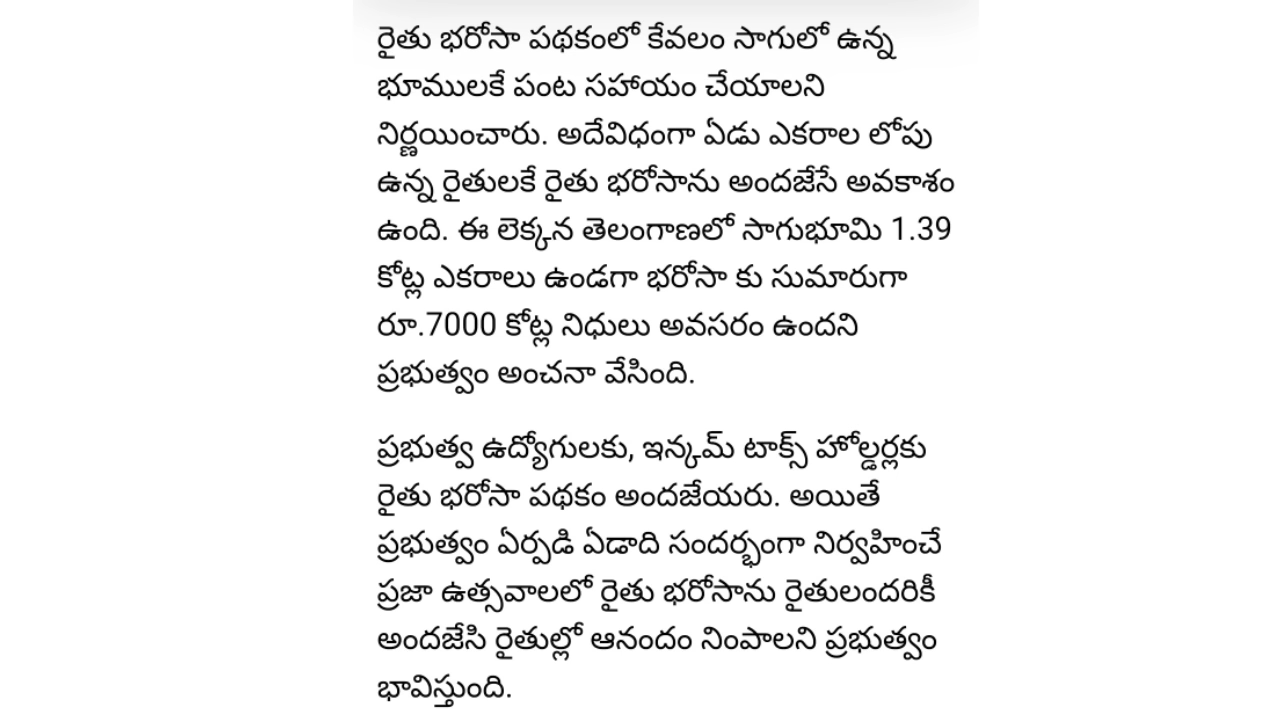 రైతు భరోసా పథకంలో కేవలం సాగులో ఉన్న
భూములకే పంట సహాయం చేయాలని
నిర్ణయించారు. అదేవిధంగా ఏడు ఎకరాల లోపు
ఉన్న రైతులకే రైతు భరోసాను అందజేసే అవకాశం
ఉంది. ఈ లెక్కన తెలంగాణలో సాగుభూమి 1.39
కోట్ల ఎకరాలు ఉండగా భరోసా కు సుమారుగా
రూ.7000 కోట్ల నిధులు అవసరం ఉందని
ప్రభుత్వం అంచనా వేసింది.
ప్రభుత్వ ఉద్యోగులకు, ఇన్కమ్ టాక్స్ హోల్డర్లకు
రైతు భరోసా పథకం అందజేయరు. అయితే
ప్రభుత్వం ఏర్పడి ఏడాది సందర్భంగా నిర్వహించే
ప్రజా ఉత్సవాలలో రైతు భరోసాను రైతులందరికీ
అందజేసి రైతుల్లో ఆనందం నింపాలని ప్రభుత్వం
భావిస్తుంది.